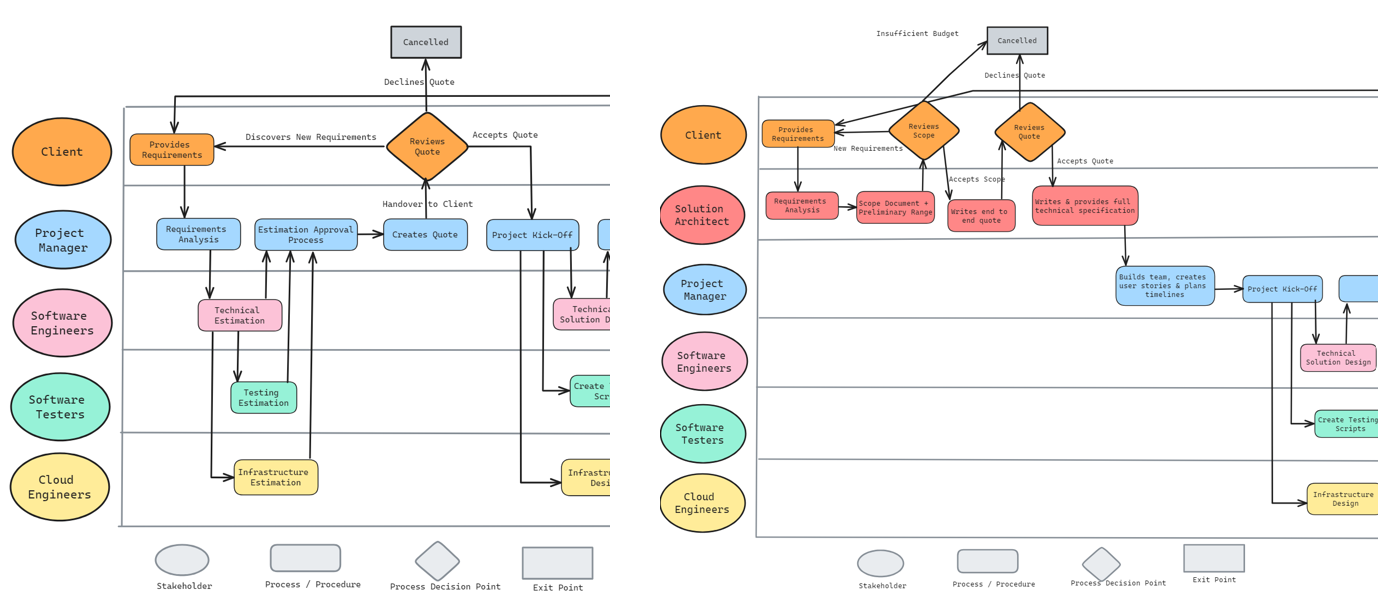 Cancelled
Declines Quote
Discovers New Requirements
Accepts Quote
Client
Provides
Requirements
Reviews
Quote
Handover to Client
Project
Manager
Requirements
Analysis
Estimation Approval
Process
Creates Quote
Project Kick-Off
Software
Engineers
Technical
Estimation
Technica
Solution D
Software
Testers
Testing
Estimation
Create
Scr
Cloud
Engineers
Infrastructure
Estimation
Infrastru
Desi
Stakeholder
Process / Procedure
Process Decision Point
Exit Point
Insufficient Budget
Cancelled
Declines Quote
Client
Provides
Requirements
Reviews
Scope
Reviews
Quote
New Requirements
Accepts Quote
Accepts Scope
Solution
Architect
Requirements
Analysis
Scope Document +
Preliminary Range
Writes end to
end quote
Writes & provides full
technical specification
Project
Manager
Builds team, creates
user stories & plans
timelines
Project Kick-Off
Software
Engineers
Technical
Solution Design
Software
Testers
Create Testing
Scripts
Cloud
Engineers
Infrastructure
Design
Stakeholder
Process / Procedure
Process Decision Point
Exit Point